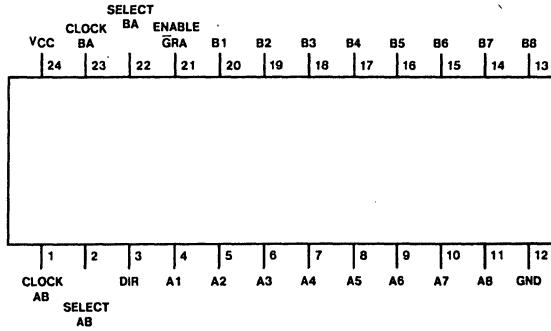 SELECT
BA
CLOCK
BA
ENABLE
VCC GRA B1 B2 B3 B4 B5 B6 B7 B8
24 23 22 21 20 19 18 17 16 15 14 13
1 2 3 4 5 6 7 8 9 10 11 12
CLOCK
AB
SELECT
AB
DIR A1 A2 A3 A4 A5 A6 A7 A8 GND